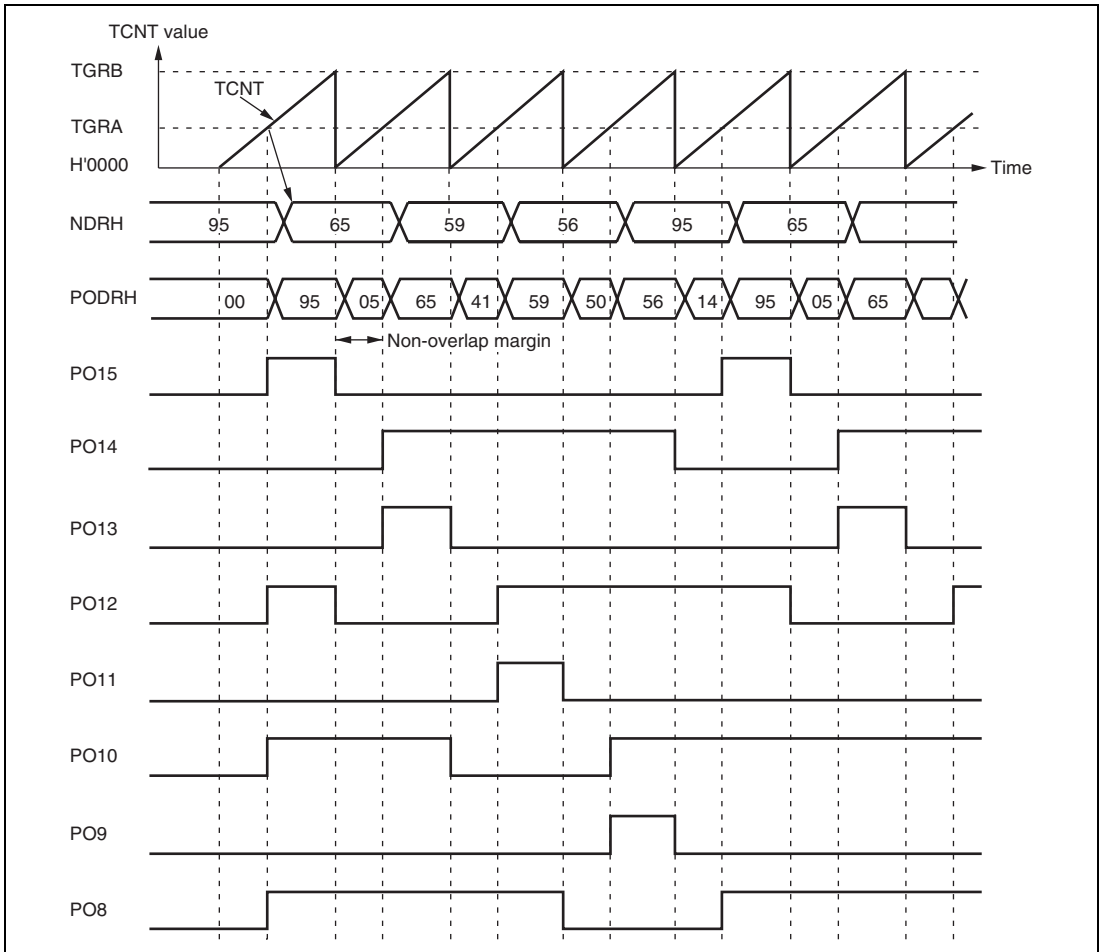 TCNT value
TGRB
TCNT
TGRA
H'0000
Time
NDRH 95 65 59 56 95 65
PODRH 00 95 05 65 41 59 50 56 14 95 05 65
Non-overlap margin
PO15
PO14
PO13
PO12
PO11
PO10
PO9
PO8